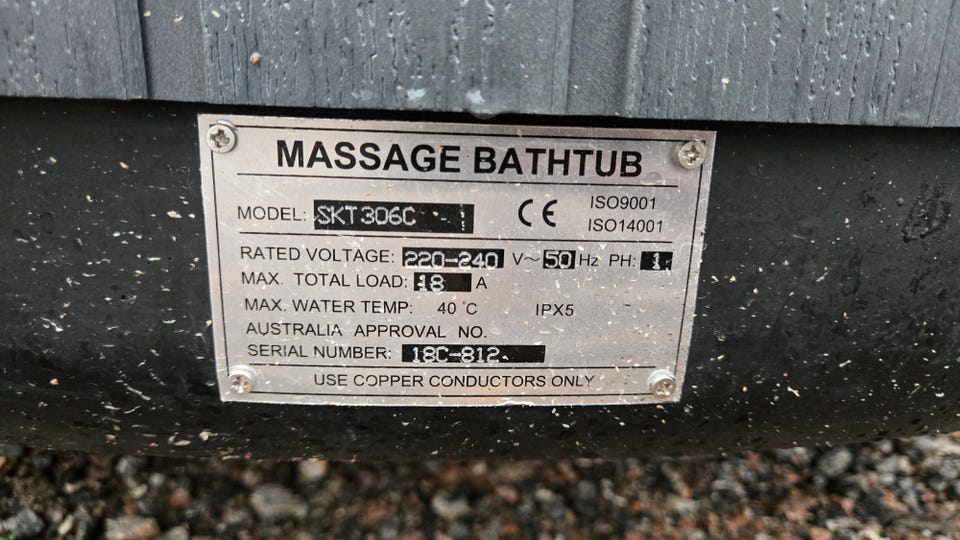 MASSAGE BATHTUB
MODEL: SKT306C
CE
ISO9001
ISO14001
RATED VOLTAGE: 220-240 V~ 50 Hz PH: 1
MAX. TOTAL LOAD: 18 A
MAX. WATER TEMP: 40 °C IPX5
AUSTRALIA APPROVAL NO.
SERIAL NUMBER: 18C-812
USE COPPER CONDUCTORS ONLY